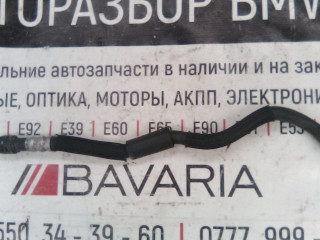 ТОРАЗБОР BMW
льные автозапчасти в наличии и на зак
ЫЕ, ОПТИКА, МОТОРЫ, АКПП, ЭЛЕКТРОНИ
| E92 | E39 | E60 | E65 | E90 | | E53
BAVARIA
550 34-39-60 | 0777 999